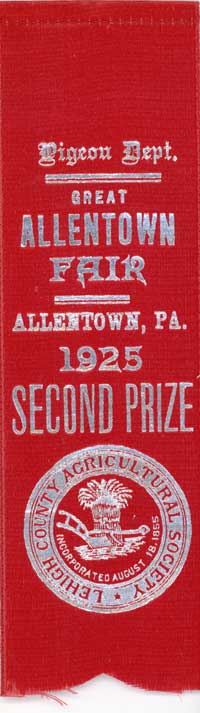 Pigeon Dept.
GREAT
ALLENTOWN
FAIR
ALLENTOWN, PA.
1925
SECOND PRIZE
LEHIGH COUNTY AGRICULTURAL SOCIETY
INCORPORATED AUGUST 18, 1855